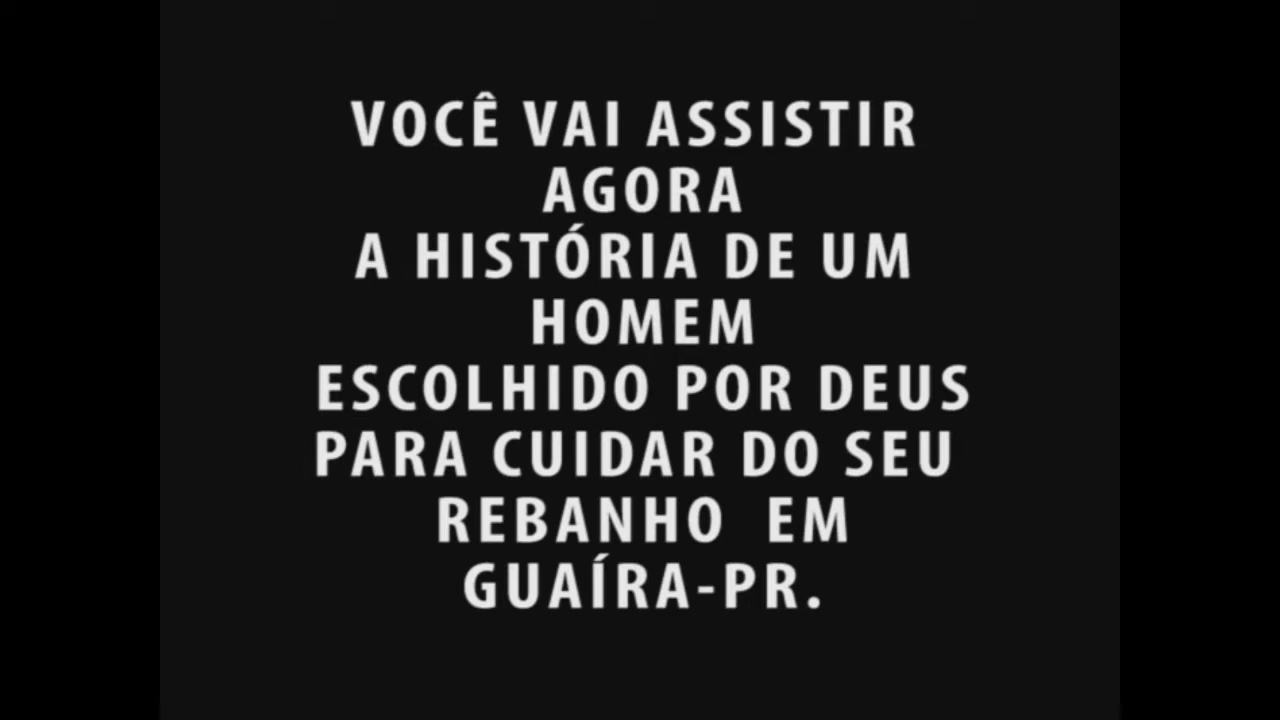 VOCÊ VAI ASSISTIR
AGORA
A HISTÓRIA DE UM
HOMEM
ESCOLHIDO POR DEUS
PARA CUIDAR DO SEU
REBANHO EM
GUAÍRA-PR.